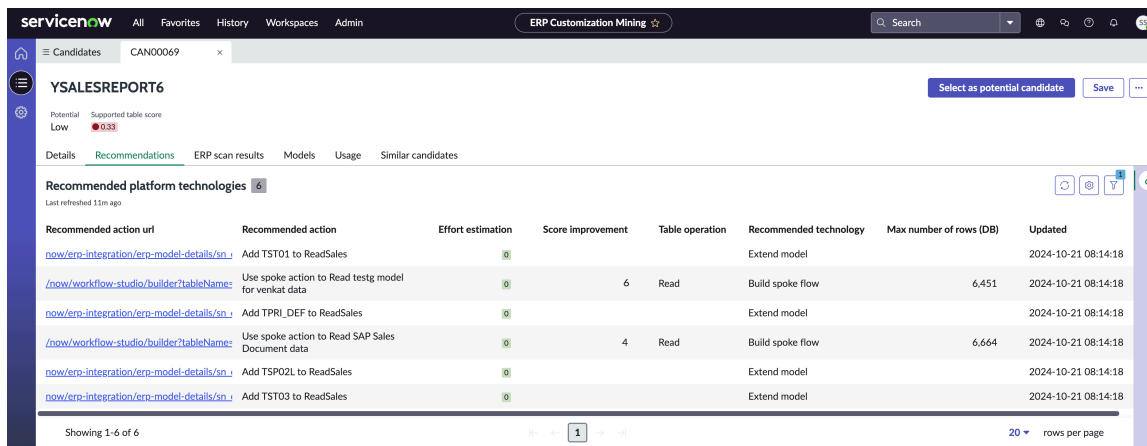 servicenow All Favorites History Workspaces Admin ERP Customization Mining Search
Candidates CAN00069 ×
YSALESREPORT6 Select as potential candidate Save ...
Potential Supported table score
Low 0.33
Details Recommendations ERP scan results Models Usage Similar candidates
Recommended platform technologies 6 1
Last refreshed 11m ago
Recommended action url Recommended action Effort estimation Score improvement Table operation Recommended technology Max number of rows (DB) Updated
now/erp-integration/erp-model-details/sn_ Add TST01 to ReadSales 0 Extend model 2024-10-21 08:14:18
/now/workflow-studio/builder?tableName= Use spoke action to Read testg model for venkat data 0 6 Read Build spoke flow 6,451 2024-10-21 08:14:18
now/erp-integration/erp-model-details/sn_ Add TPRI_DEF to ReadSales 0 Extend model 2024-10-21 08:14:18
/now/workflow-studio/builder?tableName= Use spoke action to Read SAP Sales Document data 0 4 Read Build spoke flow 6,664 2024-10-21 08:14:18
now/erp-integration/erp-model-details/sn_ Add TSP02L to ReadSales 0 Extend model 2024-10-21 08:14:18
now/erp-integration/erp-model-details/sn_ Add TST03 to ReadSales 0 Extend model 2024-10-21 08:14:18
Showing 1-6 of 6 1 20 rows per page